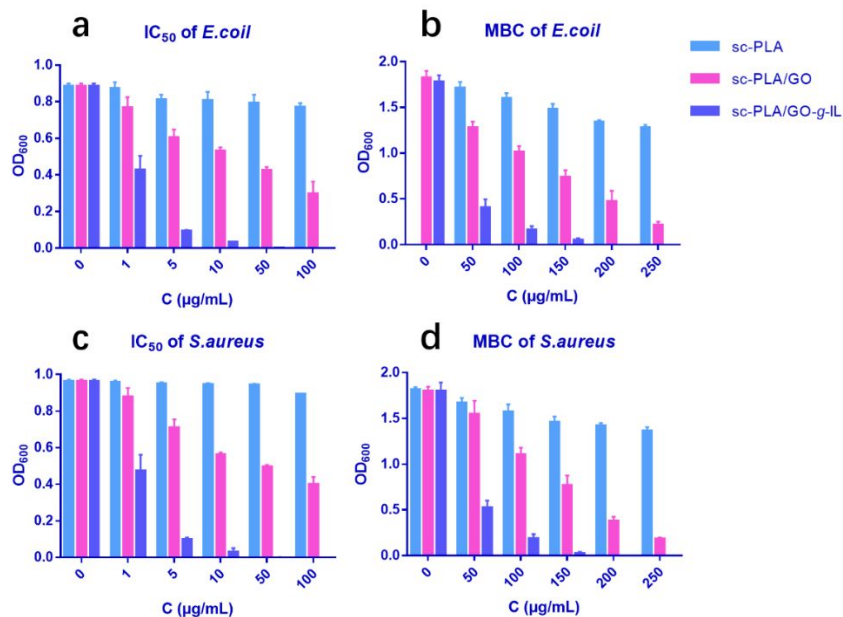 a
IC50 of E.coil
OD600
1.0
0.8
0.6
0.4
0.2
0.0
0 1 5 10 50 100
C (µg/mL)
b
MBC of E.coil
OD600
2.0
1.5
1.0
0.5
0.0
0 50 100 150 200 250
C (µg/mL)
sc-PLA
sc-PLA/GO
sc-PLA/GO-g-IL
c
IC50 of S.aureus
OD600
1.0
0.8
0.6
0.4
0.2
0.0
0 1 5 10 50 100
C (µg/mL)
d
MBC of S.aureus
OD600
2.0
1.5
1.0
0.5
0.0
0 50 100 150 200 250
C (µg/mL)